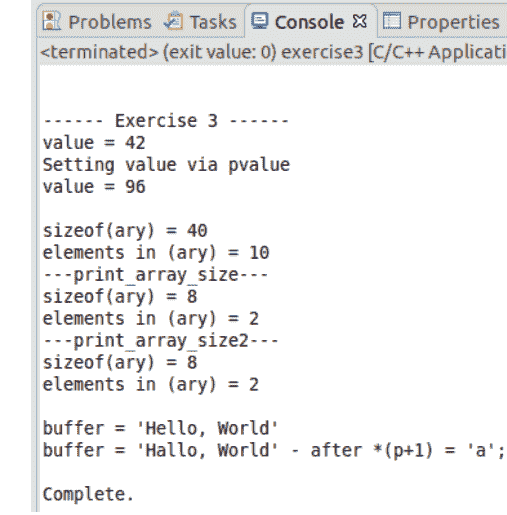 Problems Tasks Console Properties
<terminated> (exit value: 0) exercise3 [C/C++ Applicati
------ Exercise 3 ------
value = 42
Setting value via pvalue
value = 96
sizeof(ary) = 40
elements in (ary) = 10
---print_array_size---
sizeof(ary) = 8
elements in (ary) = 2
---print_array_size2---
sizeof(ary) = 8
elements in (ary) = 2
buffer = 'Hello, World'
buffer = 'Hallo, World' - after *(p+1) = 'a';
Complete.